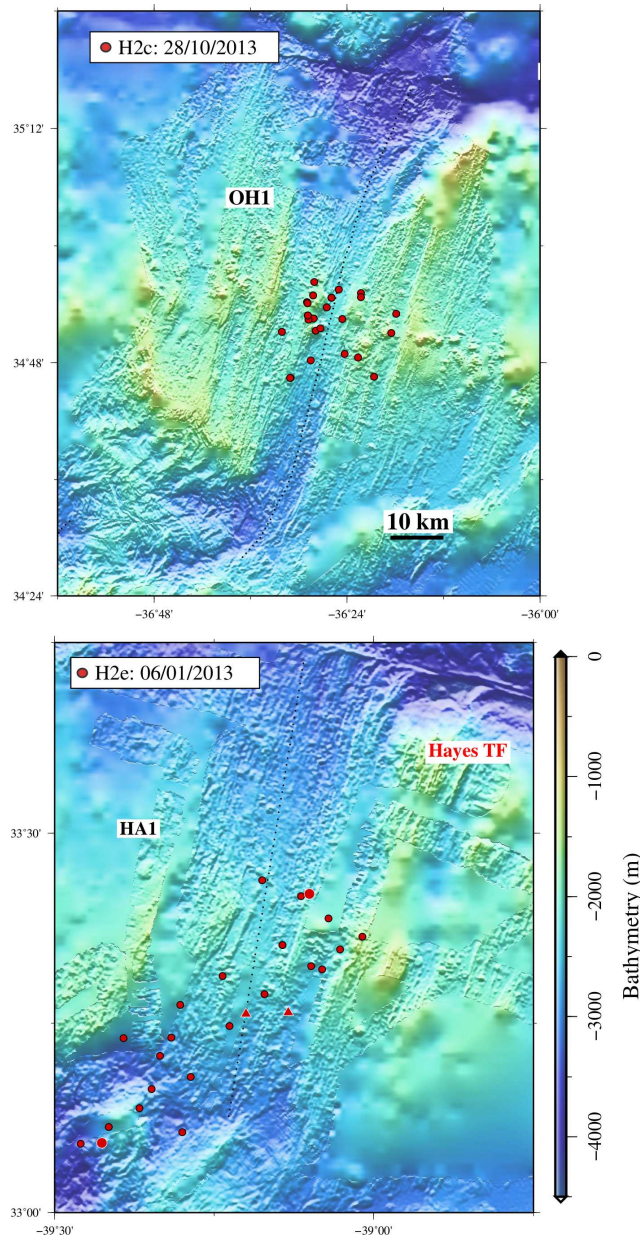 H2c: 28/10/2013
35°12'
OH1
34°48'
10 km
34°24'
−36°48' −36°24' −36°00'
H2e: 06/01/2013
0
Hayes TF
−1000
HA1
33°30'
−2000
Bathymetry (m)
−3000
−4000
33°00'
−39°30' −39°00'